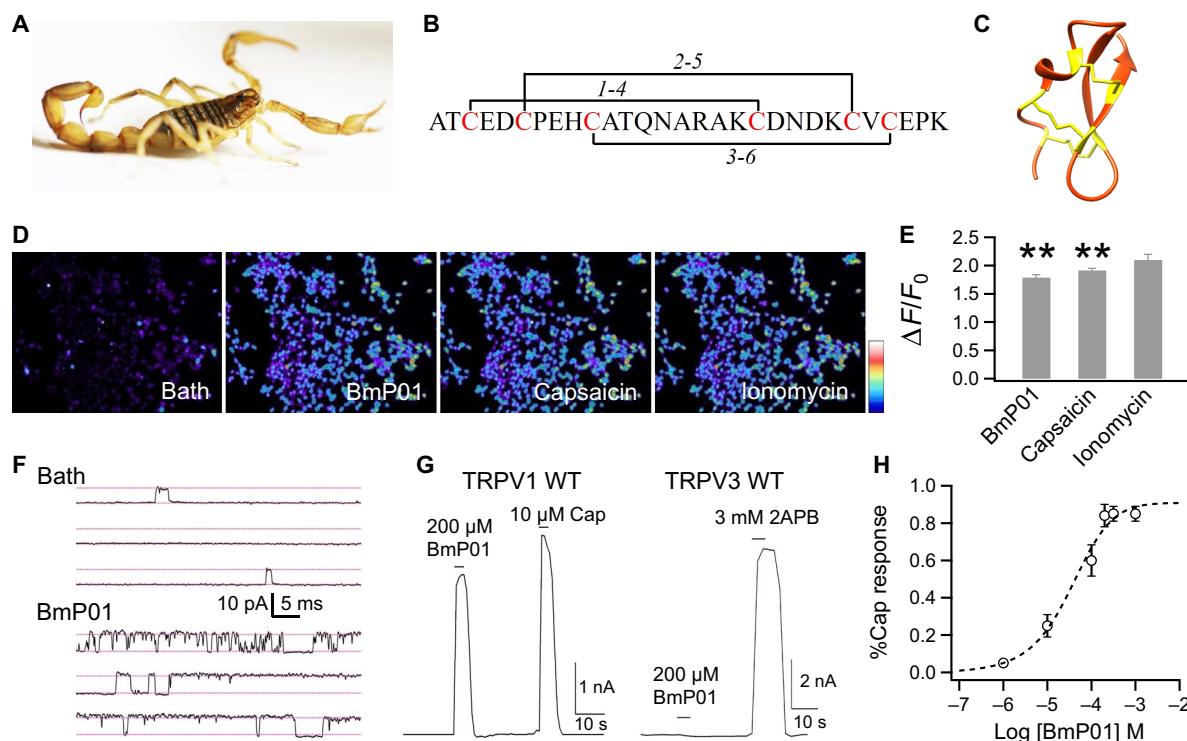 A
B
2-5
1-4
ATCEDCPEHCATQNARAKCDNDKCVCEPK
3-6
C
D
Bath
BmP01
Capsaicin
Ionomycin
E
ΔF/F0
2.5
2.0
1.5
1.0
0.5
0.0
** **
BmP01
Capsaicin
Ionomycin
F
Bath
10 pA 5 ms
BmP01
G
TRPV1 WT
200 µM
BmP01
10 µM Cap
1 nA
10 s
TRPV3 WT
3 mM 2APB
200 µM
BmP01
2 nA
10 s
H
%Cap response
1.0
0.8
0.6
0.4
0.2
0.0
–7 –6 –5 –4 –3 –2
Log [BmP01] M